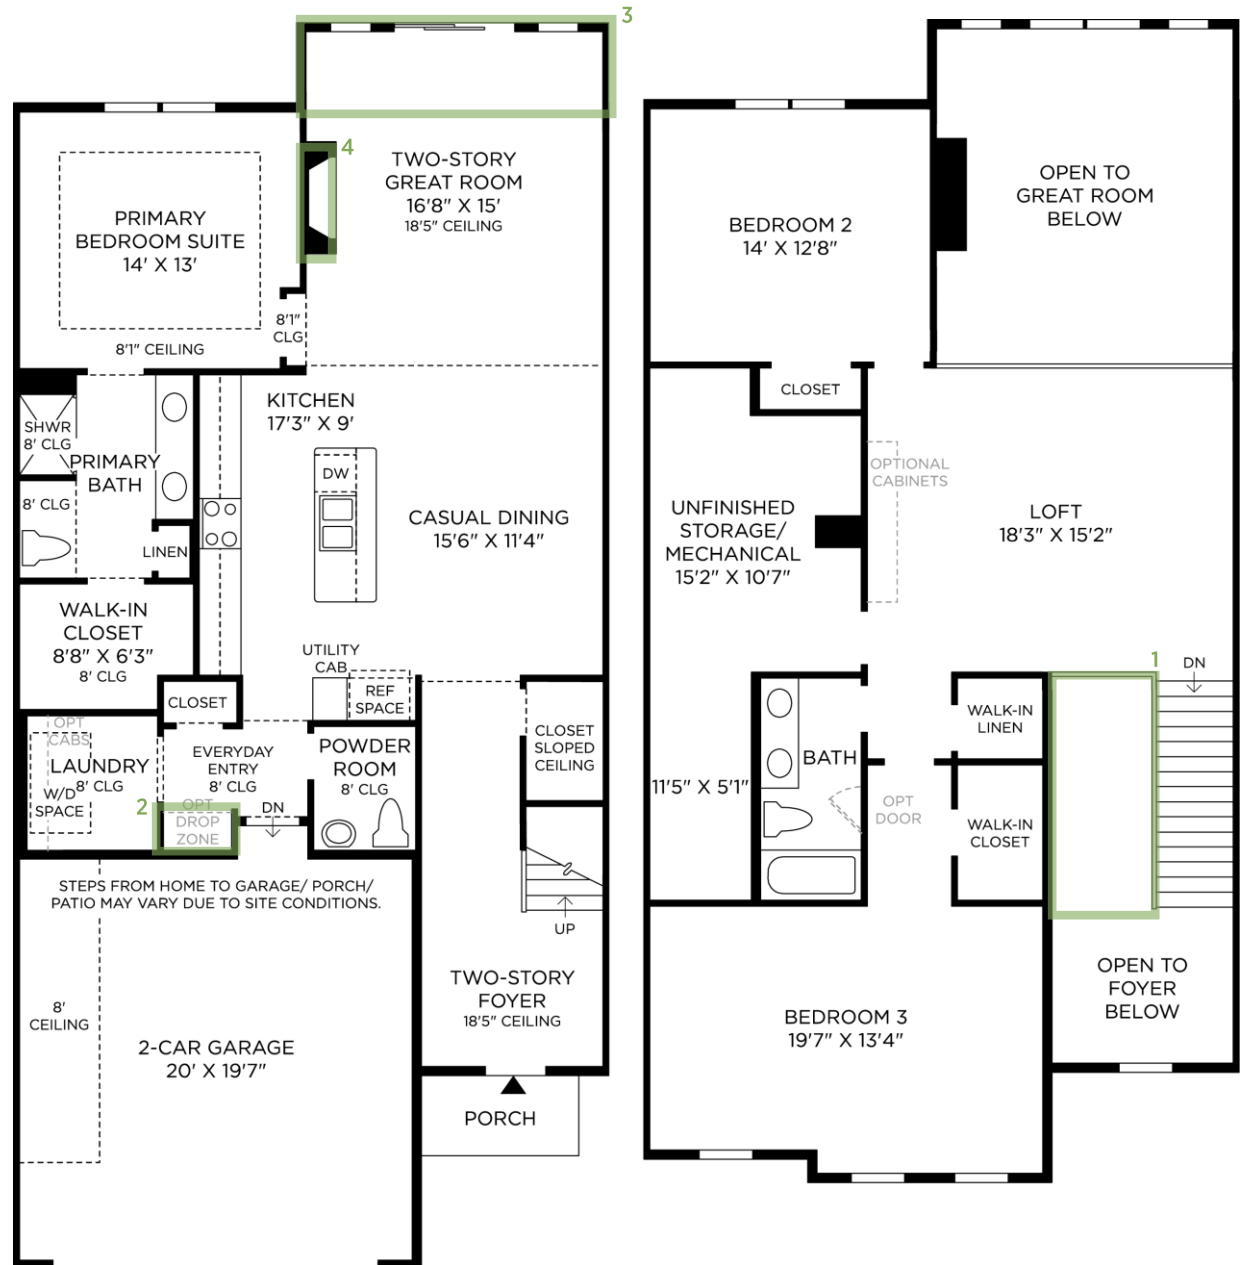 3
4
TWO-STORY
GREAT ROOM
16'8" X 15'
18'5" CEILING
PRIMARY
BEDROOM SUITE
14' X 13'
8'1"
CLG
8'1" CEILING
KITCHEN
17'3" X 9'
SHWR
8' CLG
PRIMARY
BATH
DW
8' CLG
LINEN
CASUAL DINING
15'6" X 11'4"
WALK-IN
CLOSET
8'8" X 6'3"
8' CLG
UTILITY
CAB
REF
SPACE
CLOSET
OPT
CABS
LAUNDRY
8' CLG
W/D
SPACE
EVERYDAY
ENTRY
8' CLG
POWDER
ROOM
8' CLG
CLOSET
SLOPED
CEILING
2
OPT
DROP
ZONE
DN
STEPS FROM HOME TO GARAGE/ PORCH/
PATIO MAY VARY DUE TO SITE CONDITIONS.
UP
TWO-STORY
FOYER
18'5" CEILING
8'
CEILING
2-CAR GARAGE
20' X 19'7"
PORCH
OPEN TO
GREAT ROOM
BELOW
BEDROOM 2
14' X 12'8"
CLOSET
OPTIONAL
CABINETS
UNFINISHED
STORAGE/
MECHANICAL
15'2" X 10'7"
LOFT
18'3" X 15'2"
1
DN
WALK-IN
LINEN
BATH
11'5" X 5'1"
OPT
DOOR
WALK-IN
CLOSET
OPEN TO
FOYER
BELOW
BEDROOM 3
19'7" X 13'4"